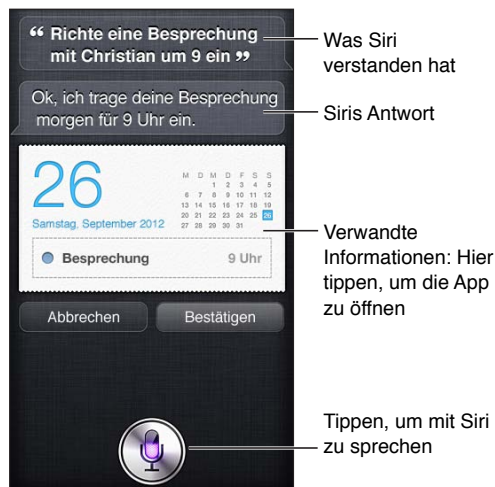 “ Richte eine Besprechung
mit Christian um 9 ein ”
Was Siri
verstanden hat
Ok, ich trage deine Besprechung
morgen für 9 Uhr ein.
Siris Antwort
26
Samstag, September 2012
M D M D F S S
1 2 3 4 5
6 7 8 9 10 11 12
13 14 15 16 17 18 19
20 21 22 23 24 25 26
27 28 29 30 31
Besprechung 9 Uhr
Verwandte
Informationen: Hier
tippen, um die App
zu öffnen
Abbrechen Bestätigen
Tippen, um mit Siri
zu sprechen